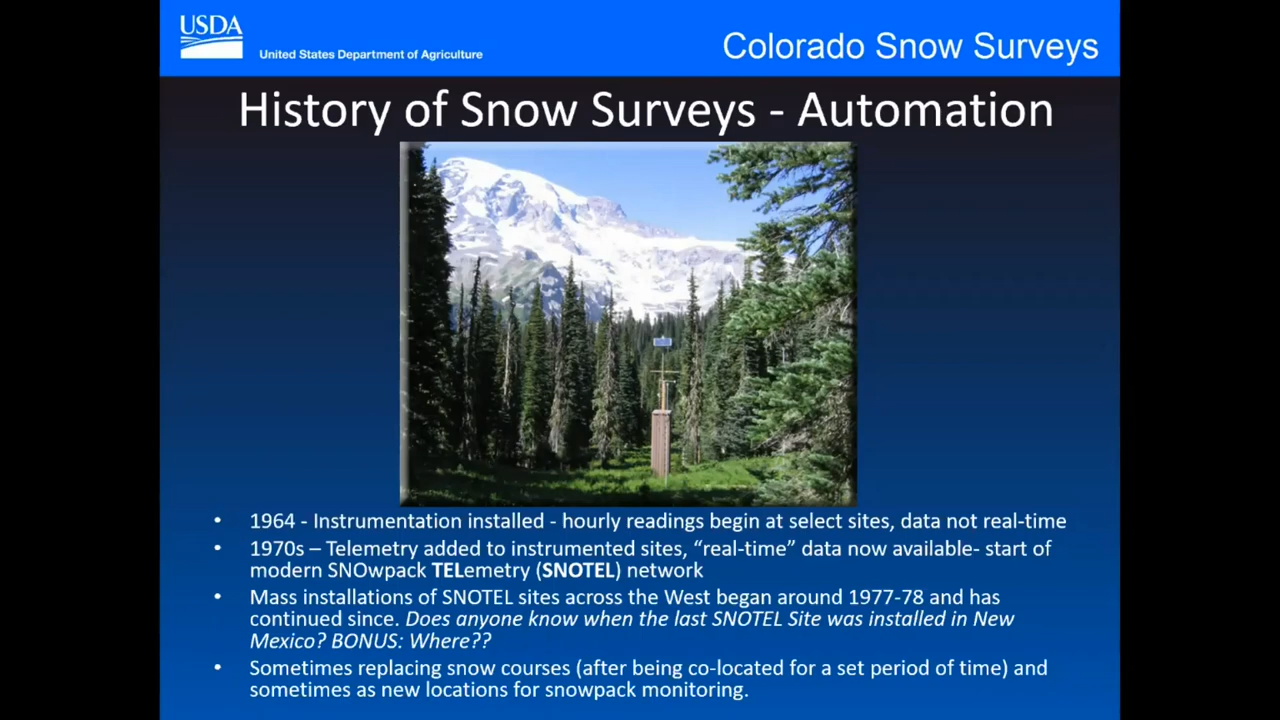 USDA
United States Department of Agriculture
Colorado Snow Surveys
History of Snow Surveys - Automation
• 1964 - Instrumentation installed - hourly readings begin at select sites, data not real-time
• 1970s – Telemetry added to instrumented sites, “real-time” data now available- start of
modern SNOwpack TELemetry (SNOTEL) network
• Mass installations of SNOTEL sites across the West began around 1977-78 and has
continued since. Does anyone know when the last SNOTEL Site was installed in New
Mexico? BONUS: Where??
• Sometimes replacing snow courses (after being co-located for a set period of time) and
sometimes as new locations for snowpack monitoring.